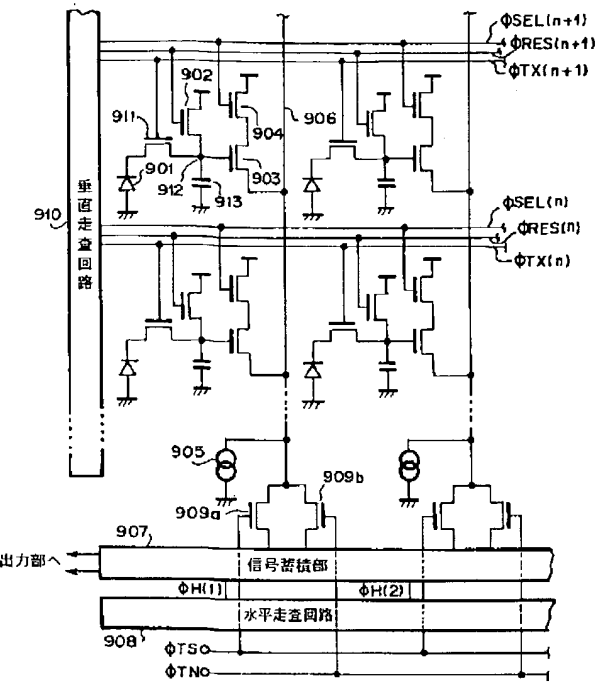 φSEL(n+1)
φRES(n+1)
φTX(n+1)
902
911
904
906
901
903
912
913
910
垂直走査回路
φSEL(n)
φRES(n)
φTX(n)
905
909a
909b
907
出力部へ
信号蓄積部
φH(1)
φH(2)
水平走査回路
908
φTS
φTN